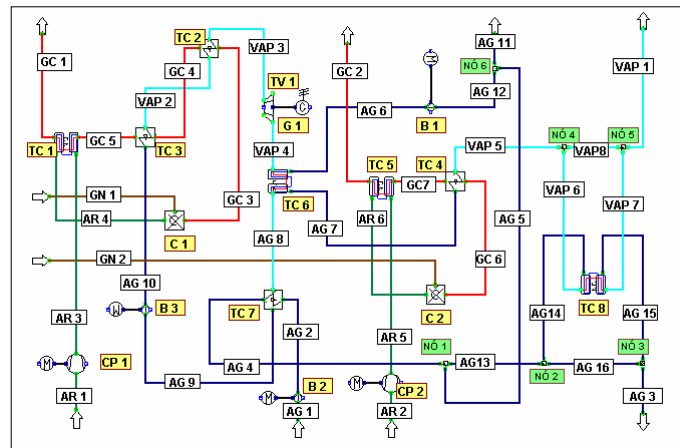 TC 2
VAP 3
AG 11
GC 1
GC 4
GC 2
NÓ 6
VAP 1
TV 1
VAP 2
AG 12
G 1
AG 6
B 1
GC 5
NÓ 4
NÓ 5
TC 1
TC 3
VAP 4
VAP 5
VAP8
TC 5
TC 4
GC7
GN 1
GC 3
TC 6
VAP 6
VAP 7
AR 4
AR 6
AG 7
AG 5
C 1
AG 8
GN 2
GC 6
AG 10
TC 8
C 2
B 3
TC 7
AG14
AG 15
AR 3
AG 2
AR 5
NÓ 1
NÓ 3
CP 1
AG 4
AG13
AG 16
AG 9
B 2
CP 2
NÓ 2
AR 1
AG 1
AR 2
AG 3
M
M
M
M
C